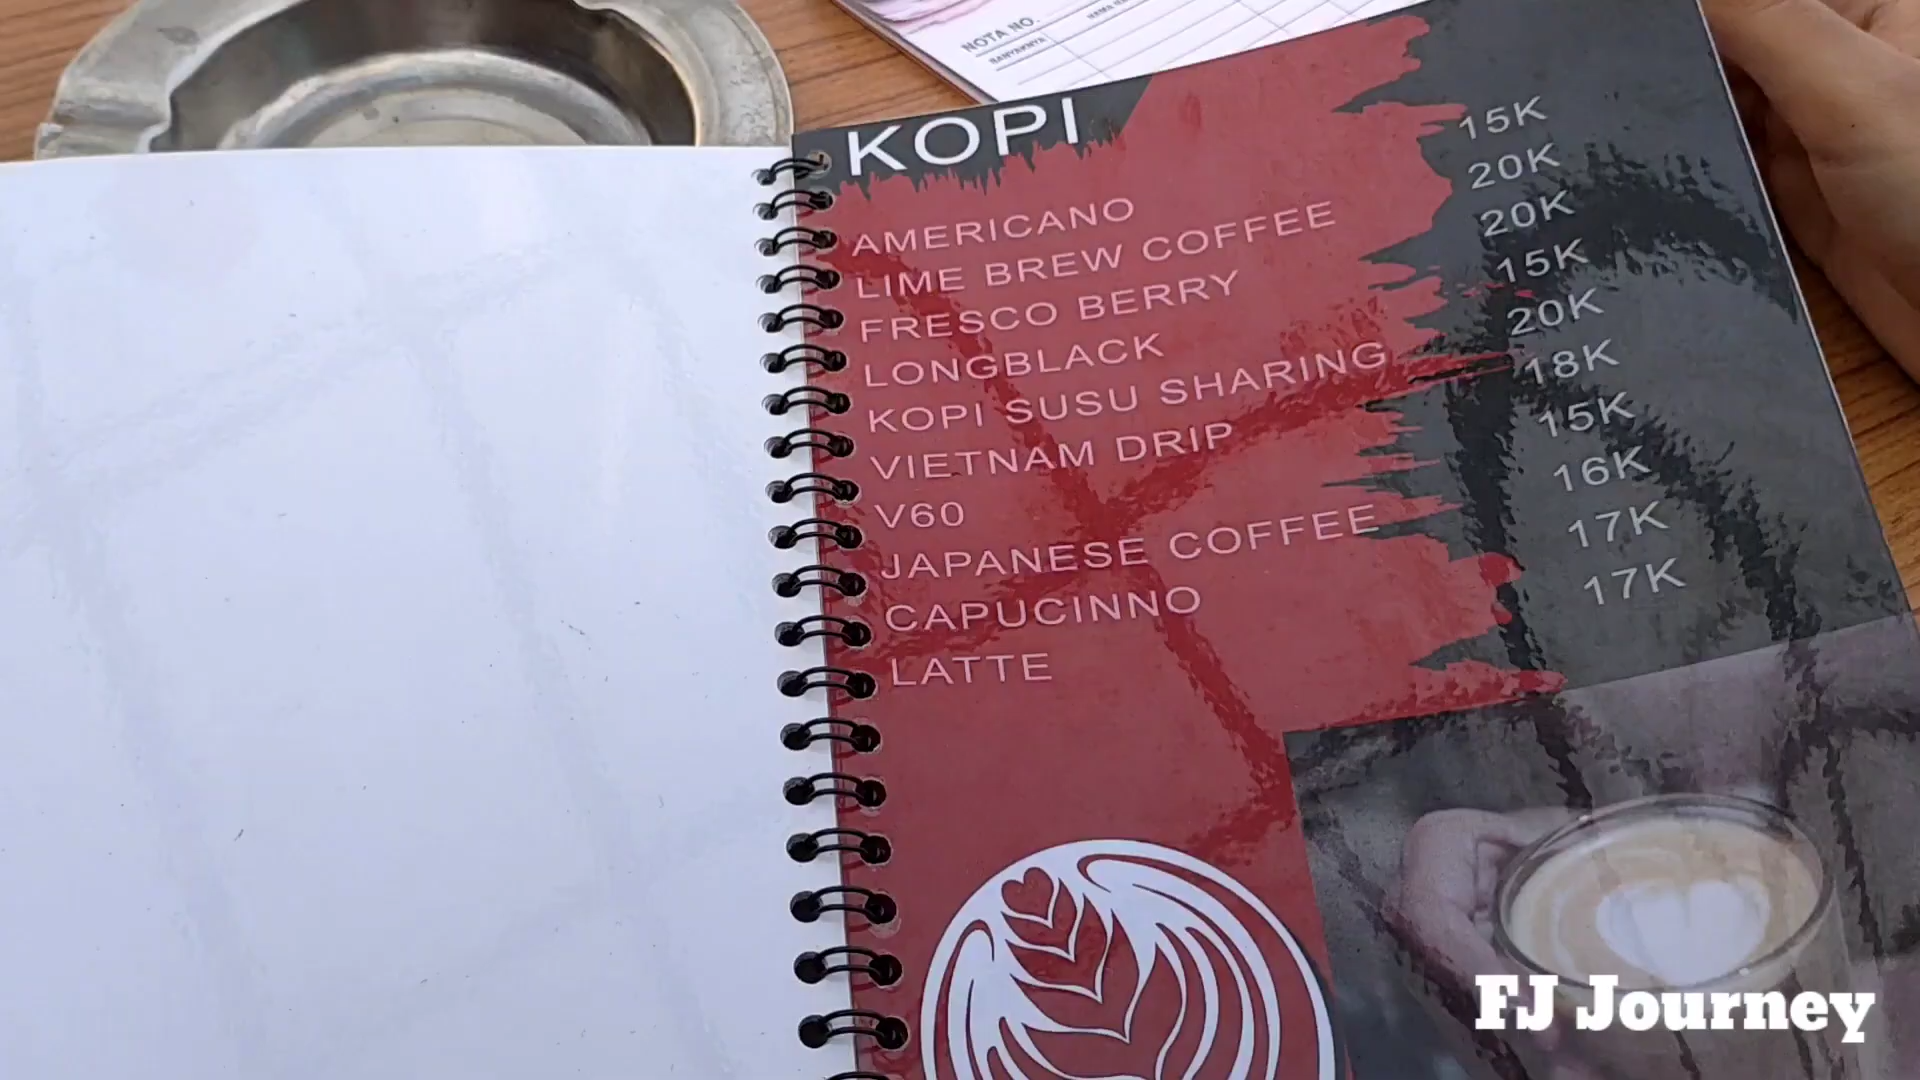 NOTA NO.
BANYAKNYA
KOPI
AMERICANO 15K
LIME BREW COFFEE 20K
FRESCO BERRY 20K
LONGBLACK 15K
KOPI SUSU SHARING 20K
VIETNAM DRIP 18K
V60 15K
JAPANESE COFFEE 16K
CAPUCINNO 17K
LATTE 17K
FJ Journey